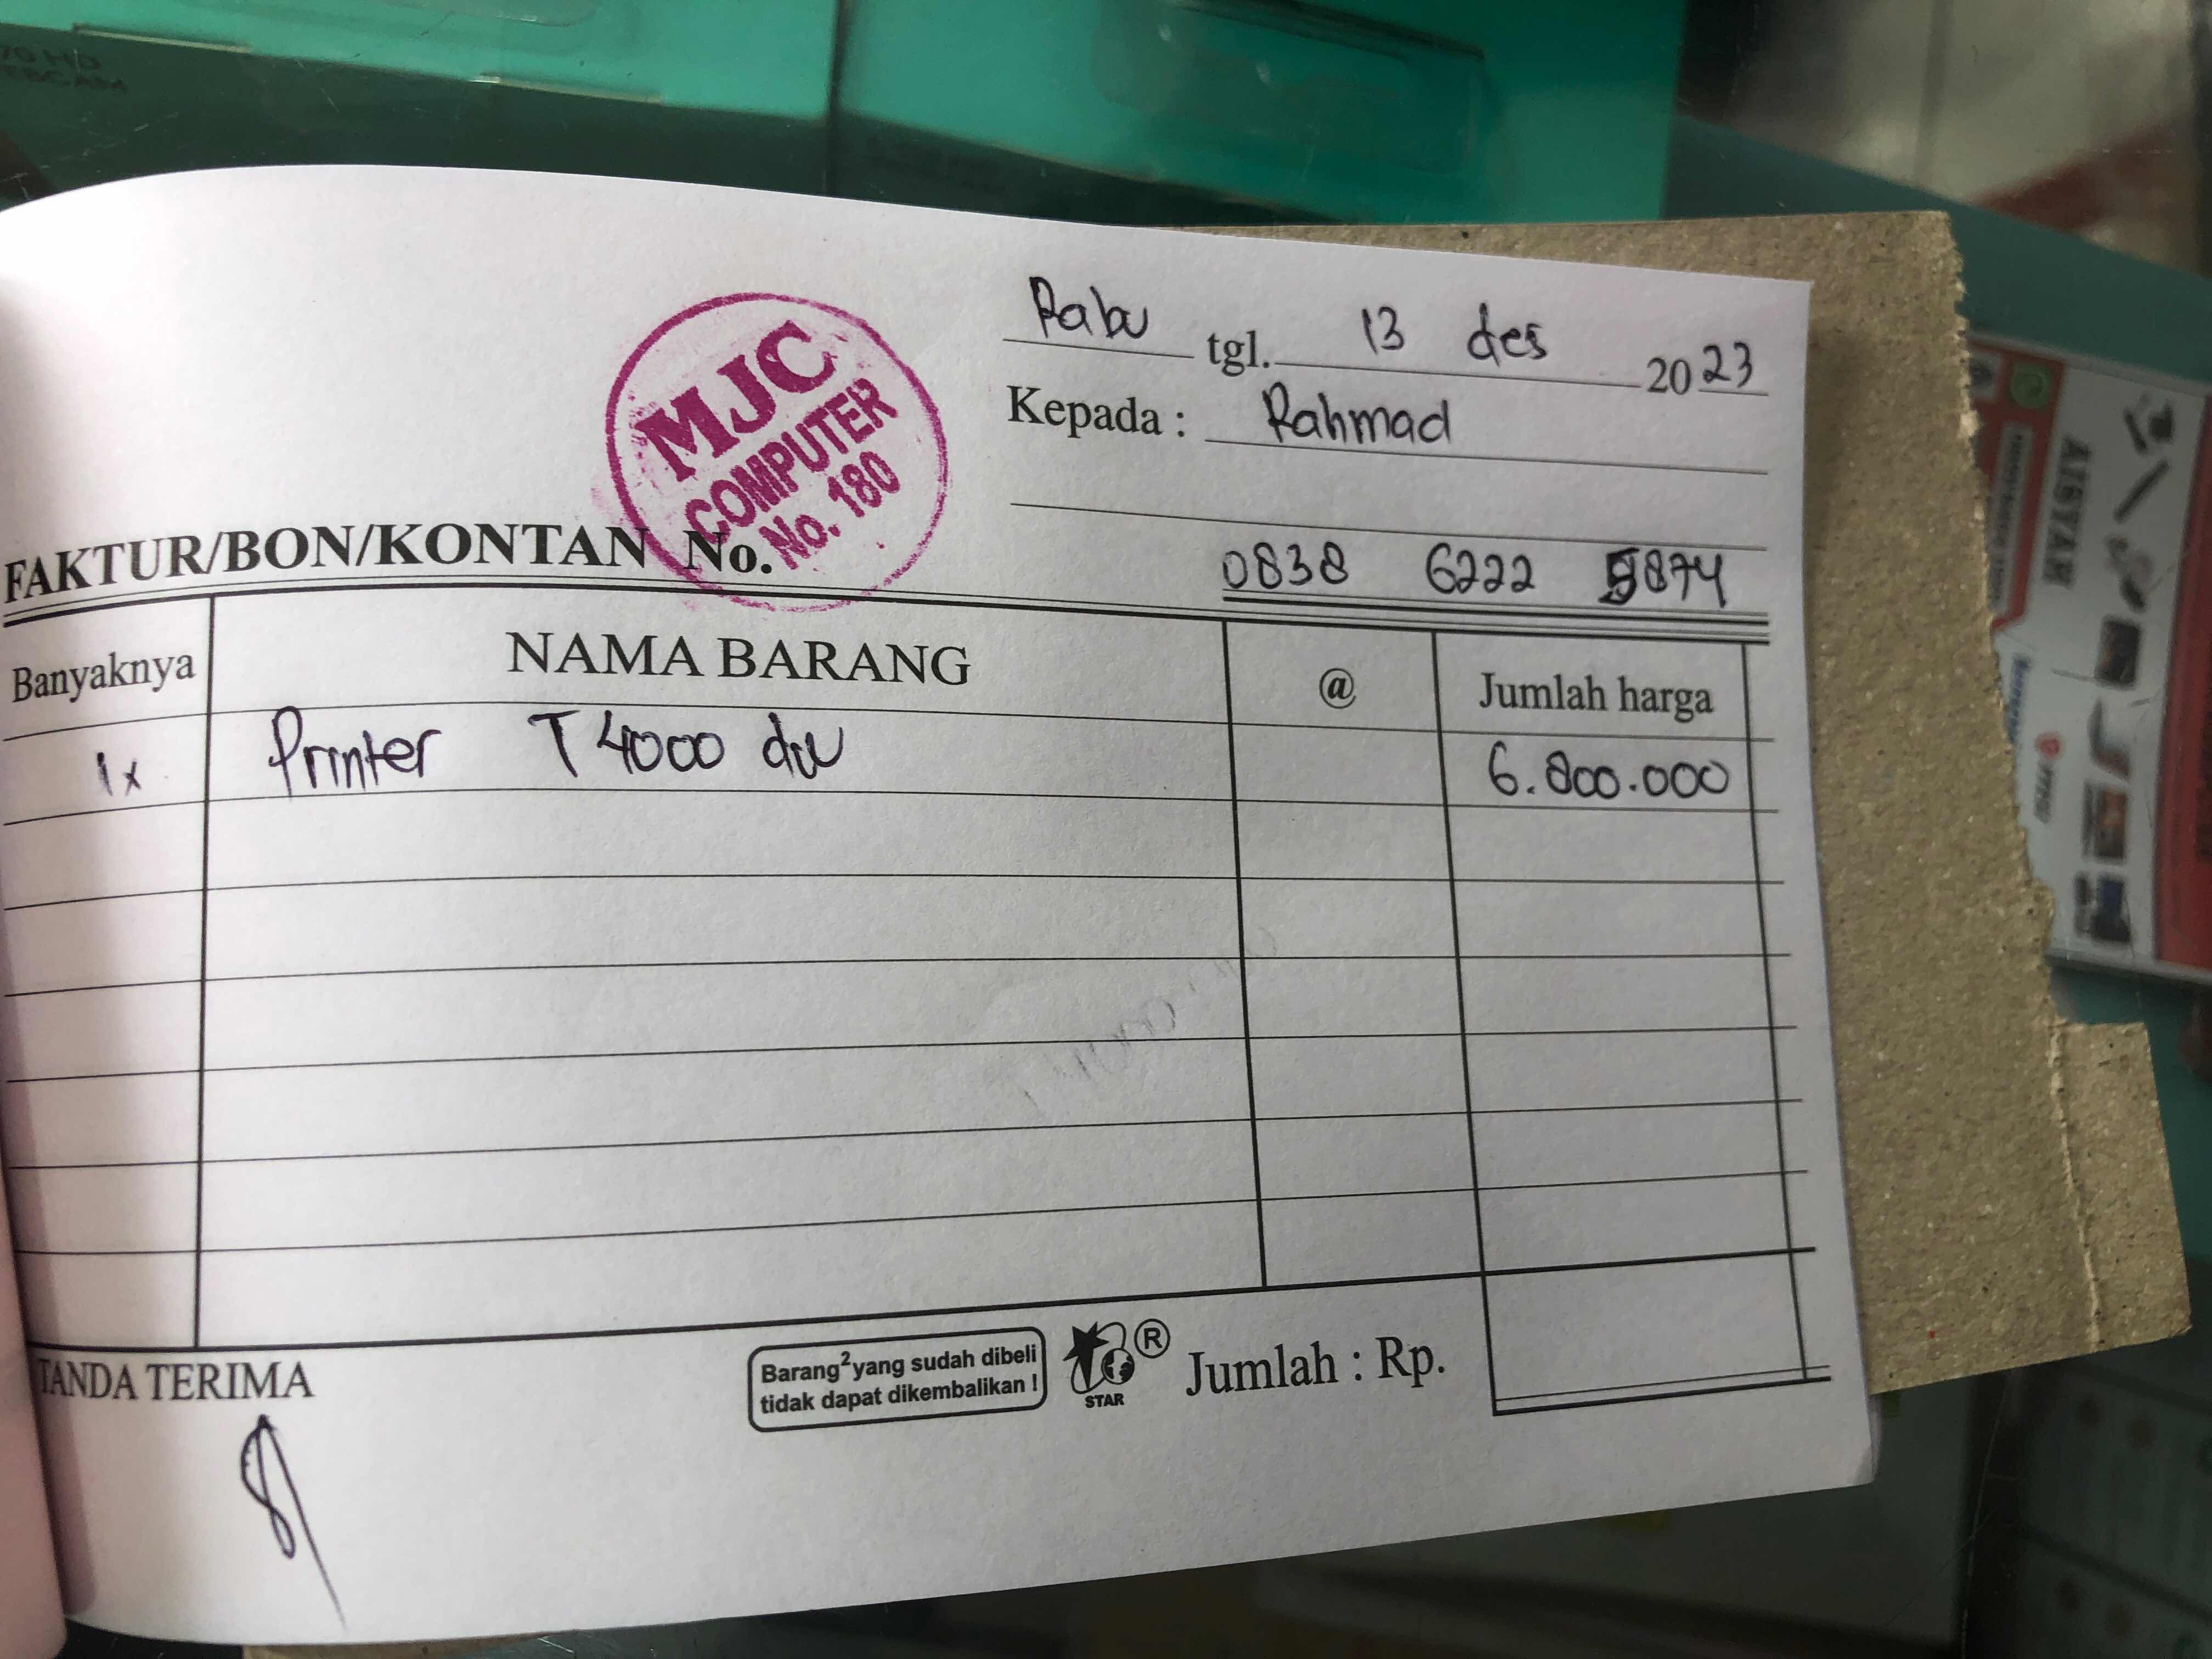 70 HD
Rabu tgl. 13 des 2023
Kepada : Rahmad
MJC
COMPUTER
No. 180
FAKTUR/BON/KONTAN No.
0838 6222 5874
Banyaknya NAMA BARANG @ Jumlah harga
1x Printer T4000 dw 6.800.000
TANDA TERIMA
Barang²yang sudah dibeli
tidak dapat dikembalikan !
STAR ®
Jumlah : Rp.